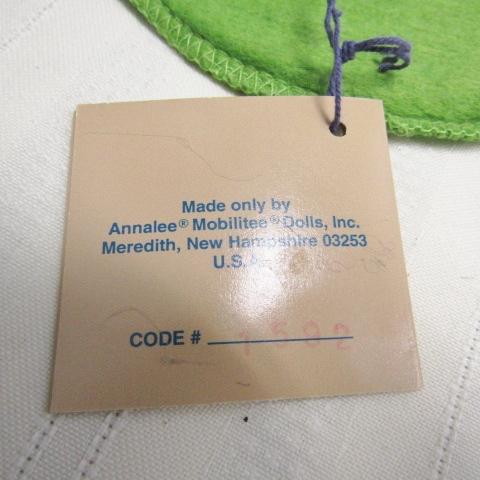 Made only by
Annalee® Mobilitee® Dolls, Inc.
Meredith, New Hampshire 03253
U.S.A.
CODE # 1592